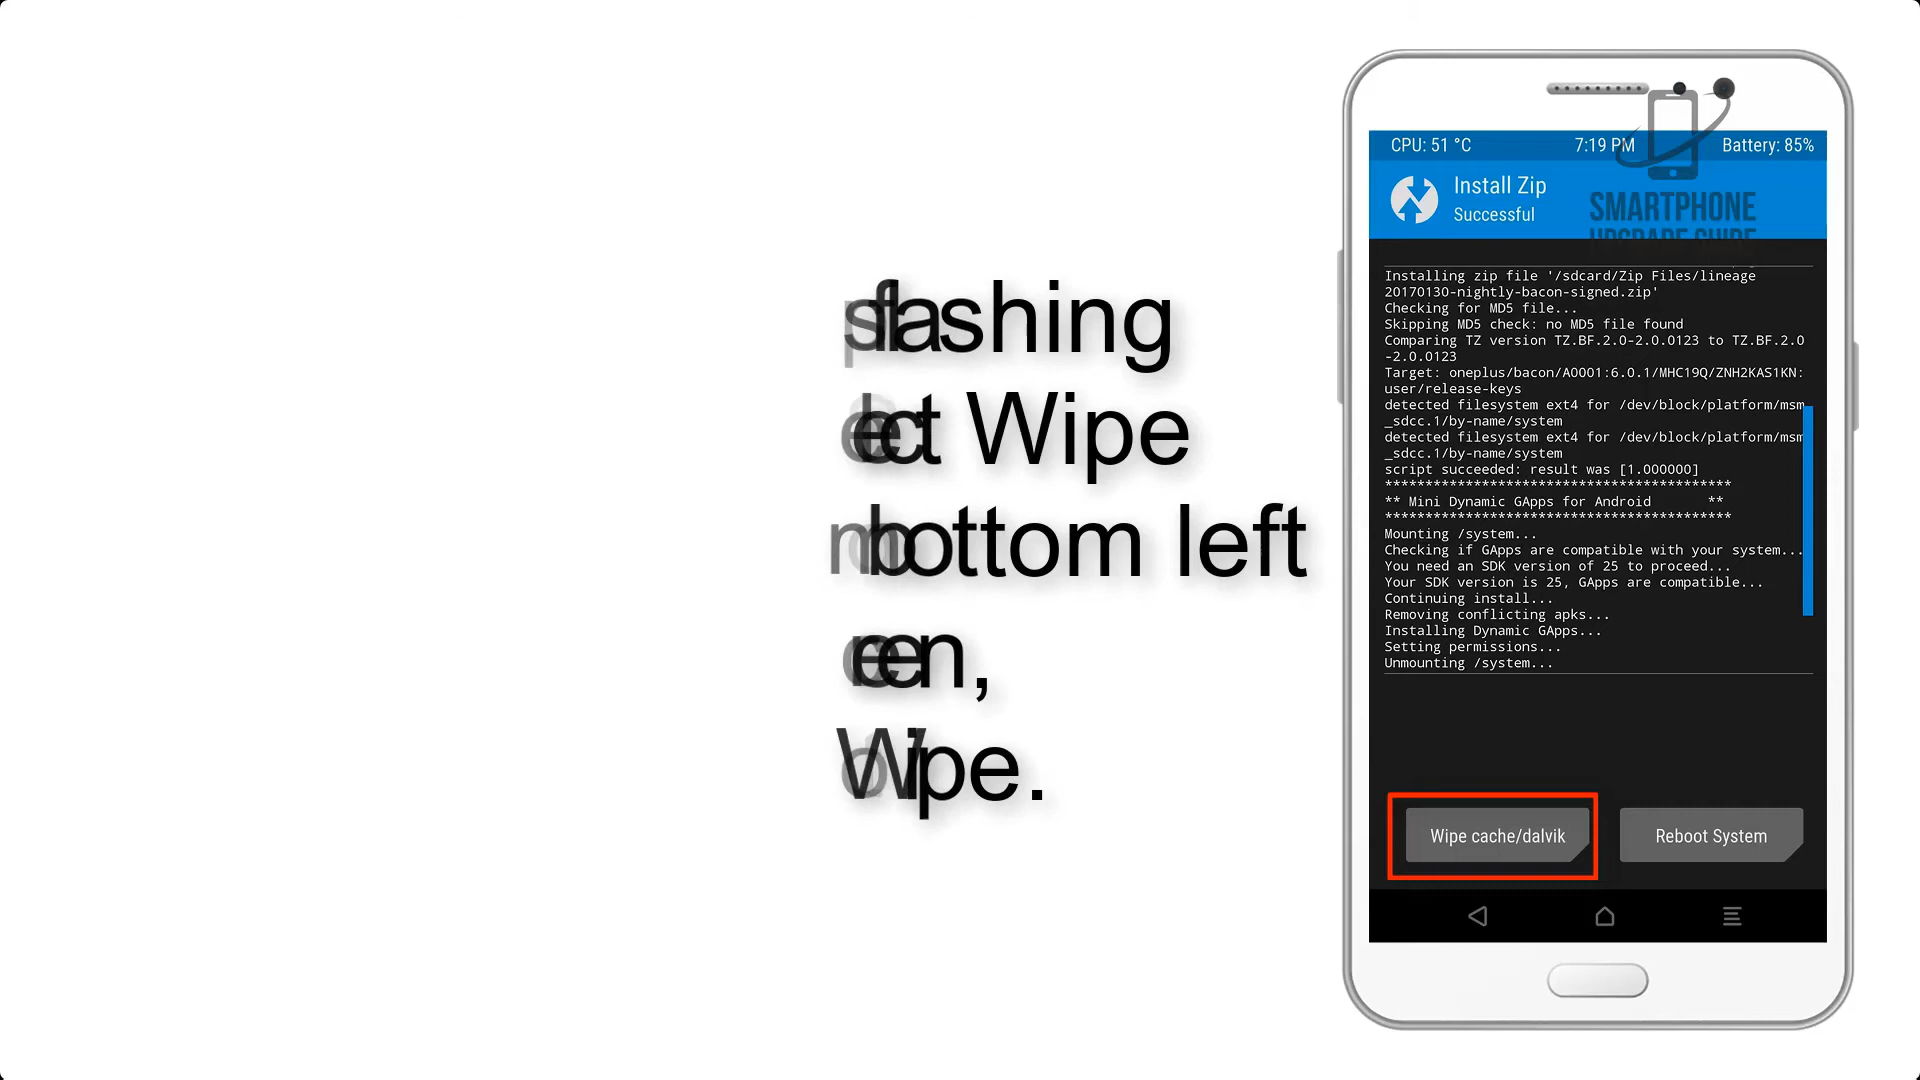 flashing
Wipe
bottom left
Wipe.
CPU: 51 °C 7:19 PM Battery: 85%
Install Zip
Successful
SMARTPHONE
UPGRADE GUIDE
Installing zip file '/sdcard/Zip Files/lineage
20170130-nightly-bacon-signed.zip'
Checking for MD5 file...
Skipping MD5 check: no MD5 file found
Comparing TZ version TZ.BF.2.0-2.0.0123 to TZ.BF.2.0
-2.0.0123
Target: oneplus/bacon/A0001:6.0.1/MHC19Q/ZNH2KAS1KN:
user/release-keys
detected filesystem ext4 for /dev/block/platform/msm
_sdcc.1/by-name/system
detected filesystem ext4 for /dev/block/platform/msm
_sdcc.1/by-name/system
script succeeded: result was [1.000000]
*******************************************
** Mini Dynamic GApps for Android **
*******************************************
Mounting /system...
Checking if GApps are compatible with your system...
You need an SDK version of 25 to proceed...
Your SDK version is 25, GApps are compatible...
Continuing install...
Removing conflicting apks...
Installing Dynamic GApps...
Setting permissions...
Unmounting /system...
Wipe cache/dalvik Reboot System